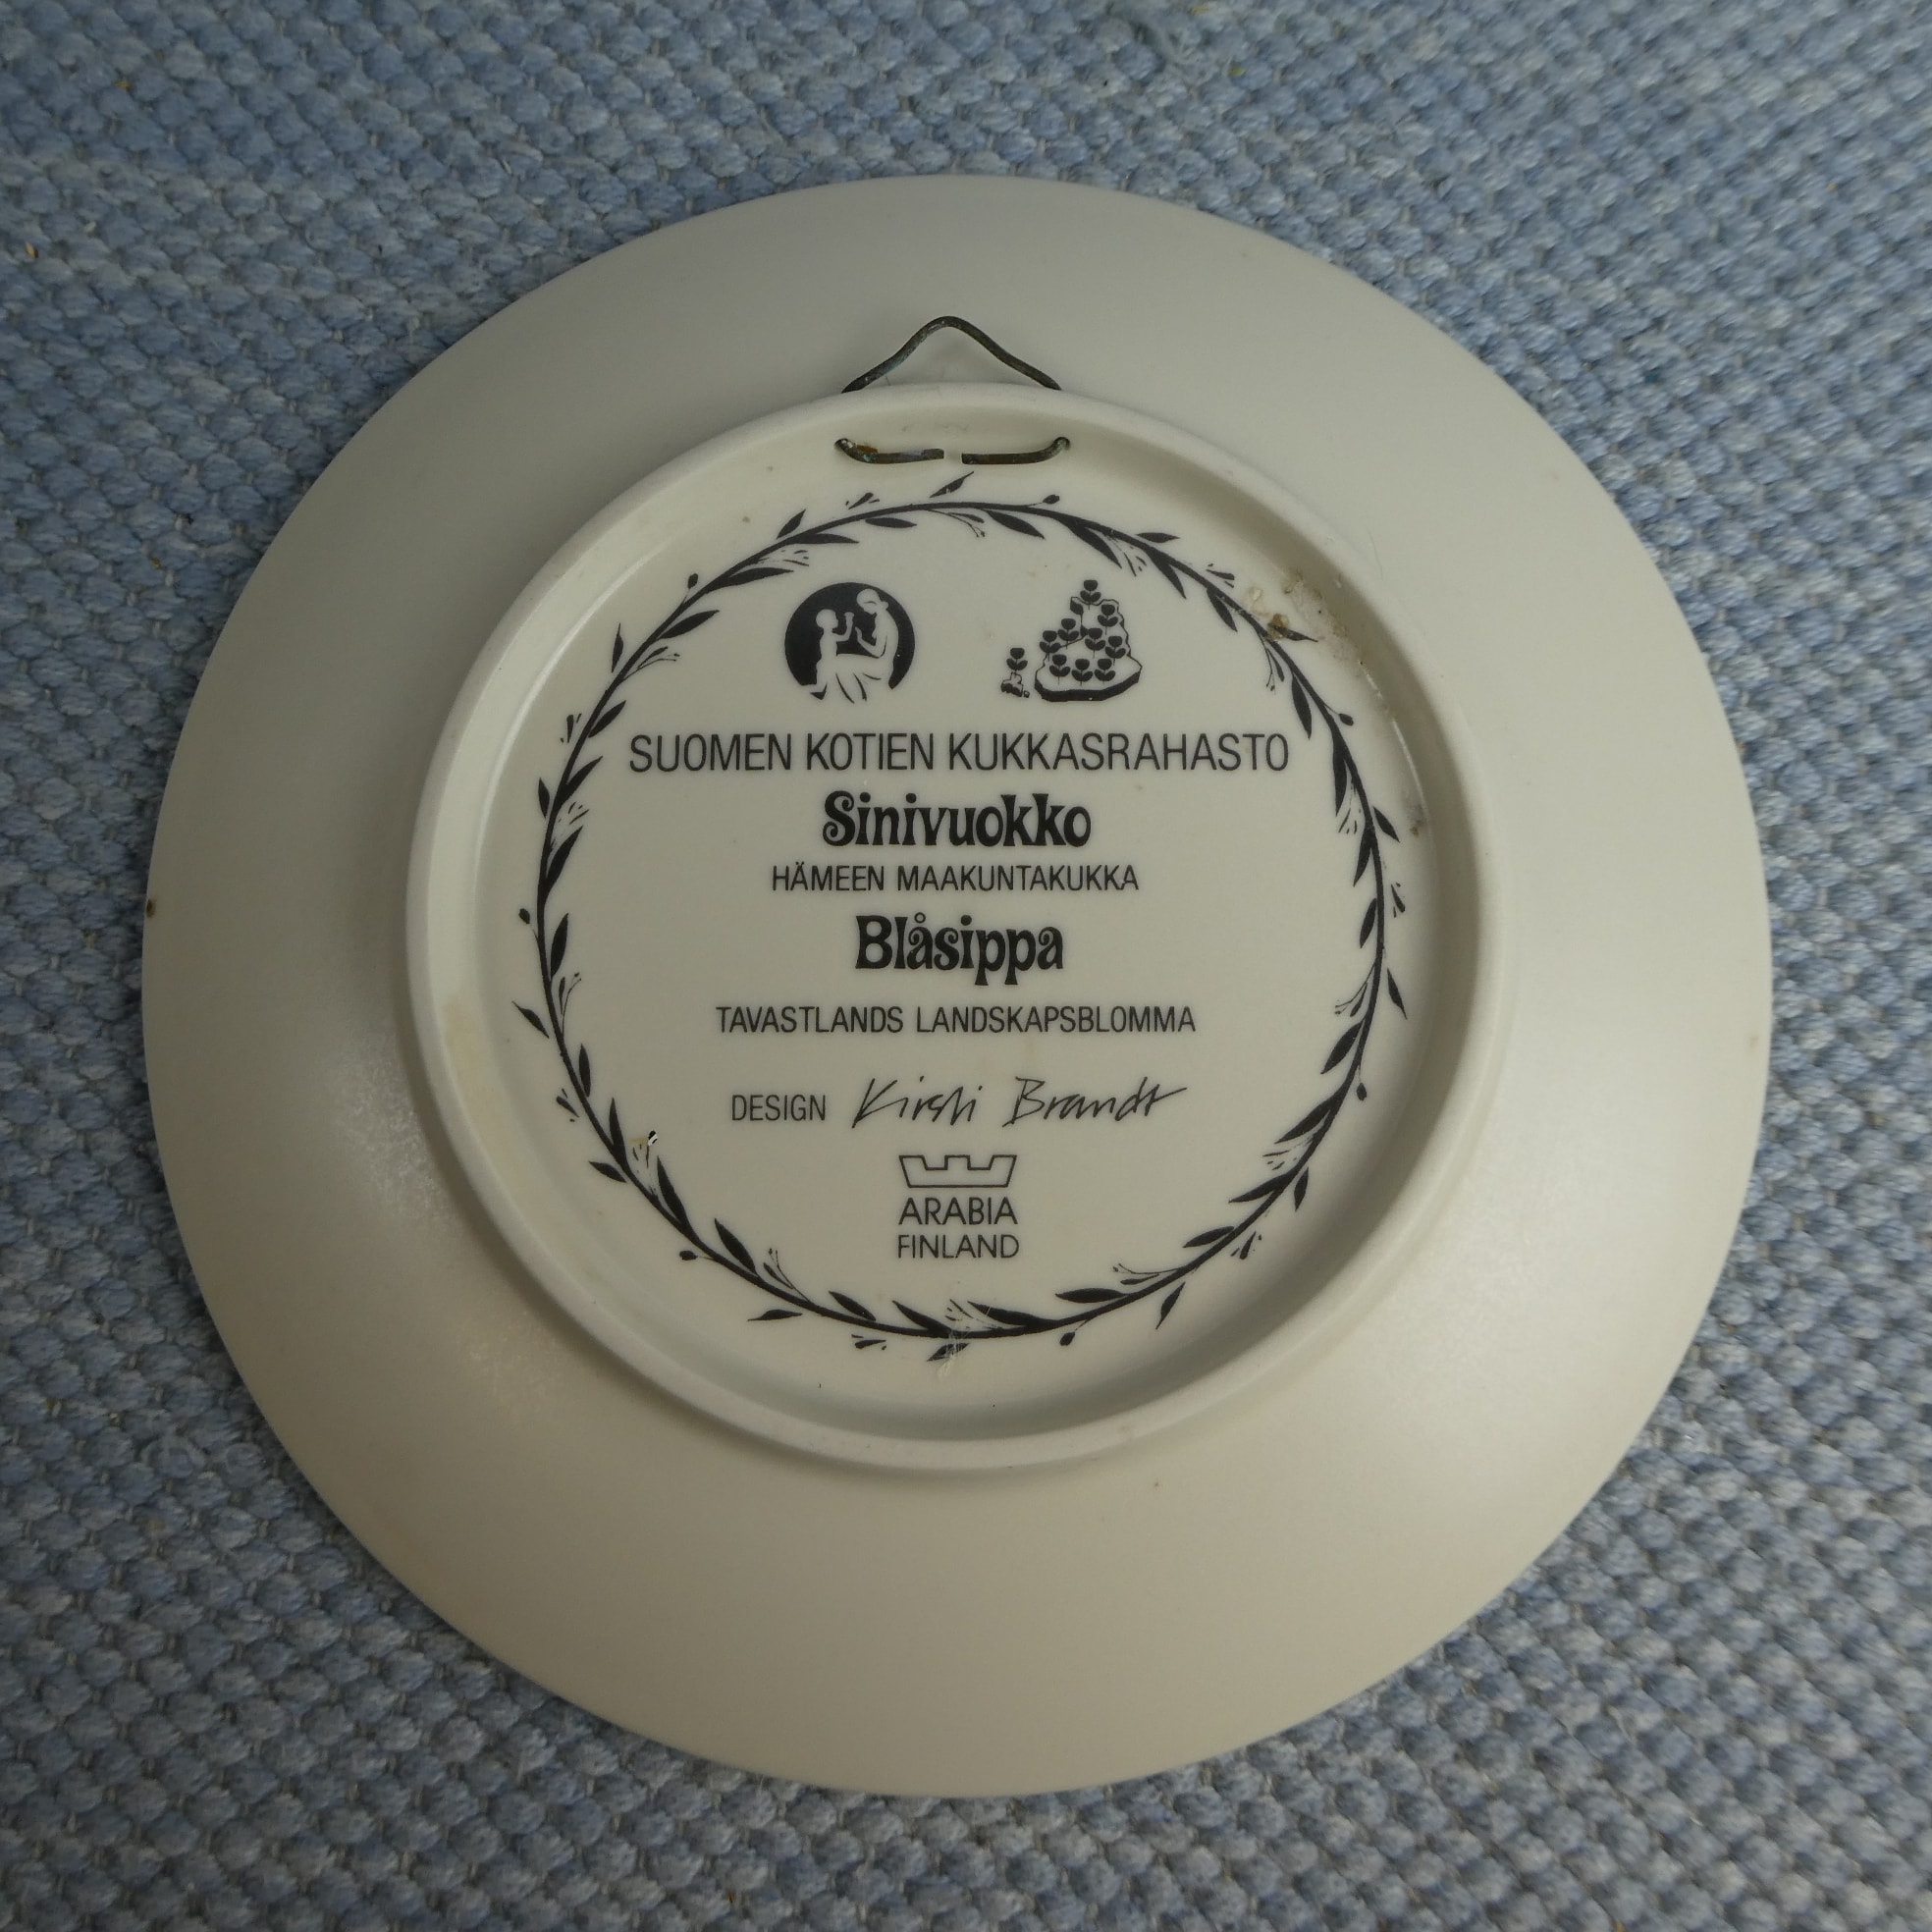 SUOMEN KOTIEN KUKKASRAHASTO
Sinivuokko
HÄMEEN MAAKUNTAKUKKA
Blåsippa
TAVASTLANDS LANDSKAPSBLOMMA
DESIGN Kirsti Brandt
ARABIA
FINLAND